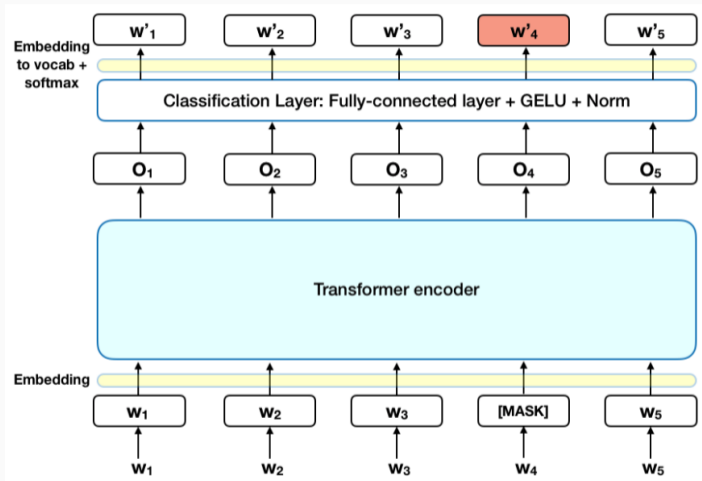 W'1 W'2 W'3 W'4 W'5
Embedding
to vocab +
softmax
Classification Layer: Fully-connected layer + GELU + Norm
O1 O2 O3 O4 O5
Transformer encoder
Embedding
W1 W2 W3 [MASK] W5
W1 W2 W3 W4 W5